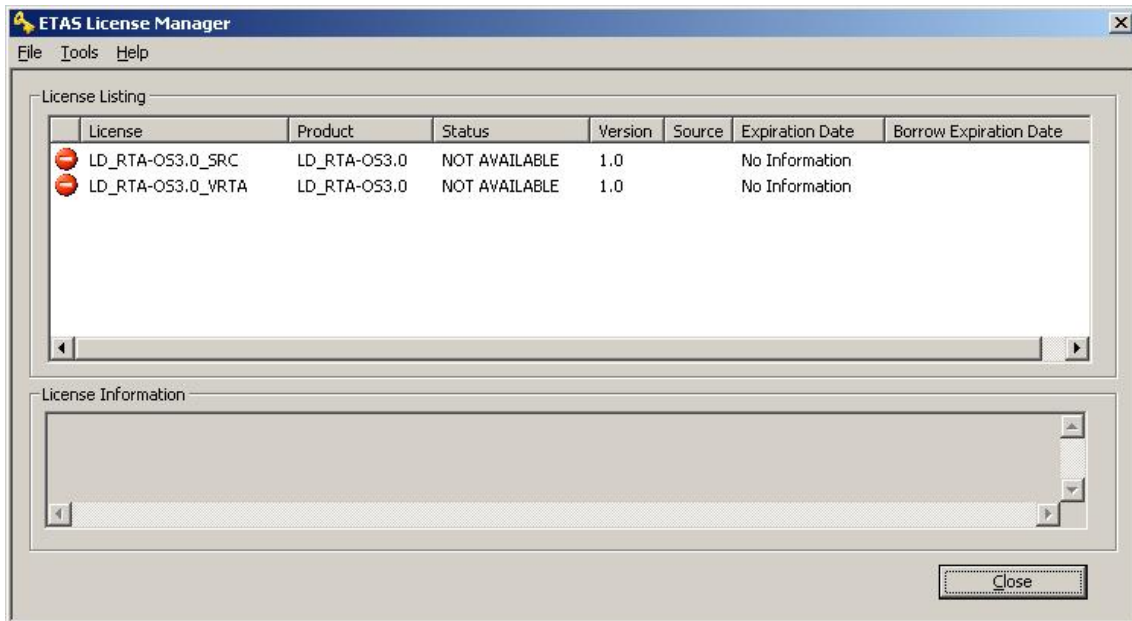 ETAS License Manager
File Tools Help
License Listing
License Product Status Version Source Expiration Date Borrow Expiration Date
LD_RTA-OS3.0_SRC LD_RTA-OS3.0 NOT AVAILABLE 1.0 No Information
LD_RTA-OS3.0_VRTA LD_RTA-OS3.0 NOT AVAILABLE 1.0 No Information
License Information
Close